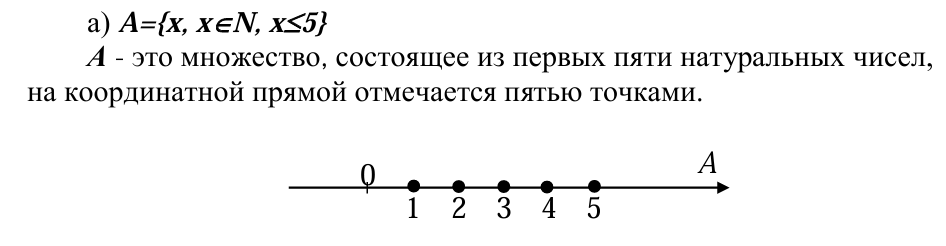 а) A={x, x∈N, x≤5}
A - это множество, состоящее из первых пяти натуральных чисел,
на координатной прямой отмечается пятью точками.
0 A
1 2 3 4 5